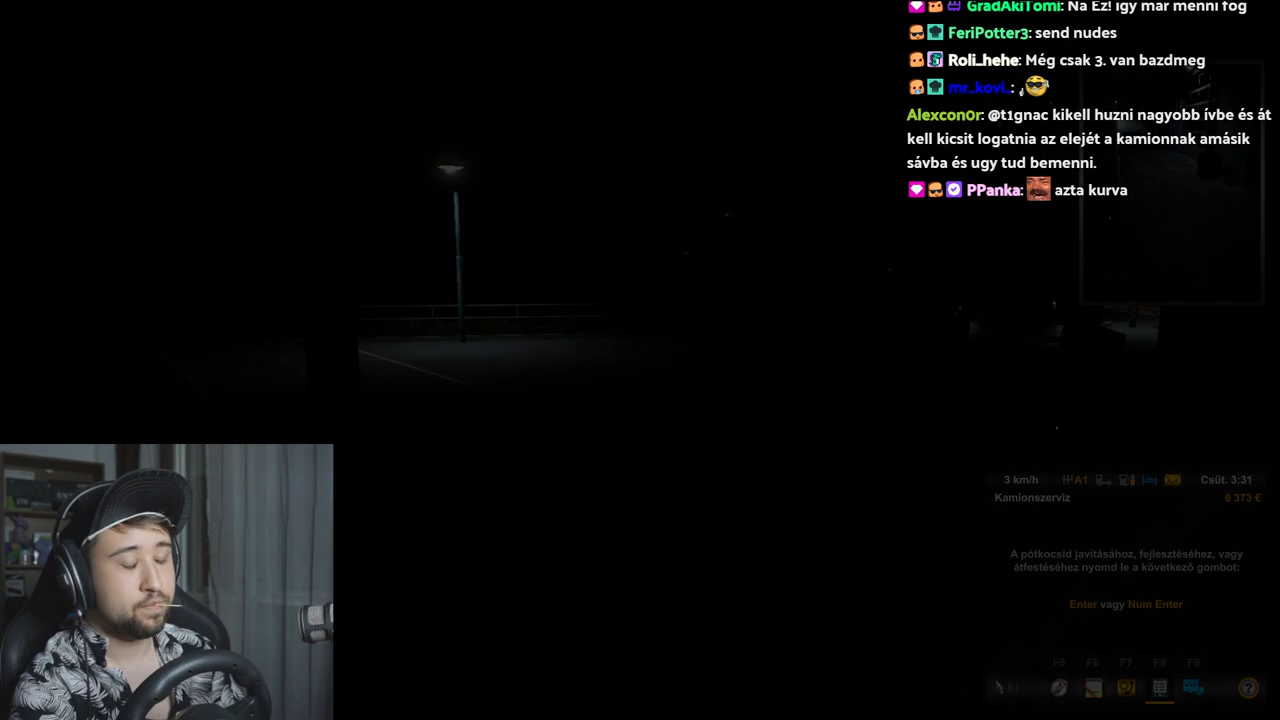 GradAkiTomi: Na Ez! így már menni fog
FeriPotter3: send nudes
Roli_hehe: Még csak 3. van bazdmeg
mr_kovi_:
Alexcon0r: @t1gnac kikell huzni nagyobb ívbe és át
kell kicsit logatnia az elejét a kamionnak amásik
sávba és ugy tud bemenni.
PPanka: azta kurva
3 km/h A1 Csüt. 3:31
Kamionszerviz 6 373 €
A pótkocsid javításához, fejlesztéséhez, vagy
átfestéséhez nyomd le a következő gombot:
Enter vagy Num Enter
F5 F6 F7 F8 F9
F1